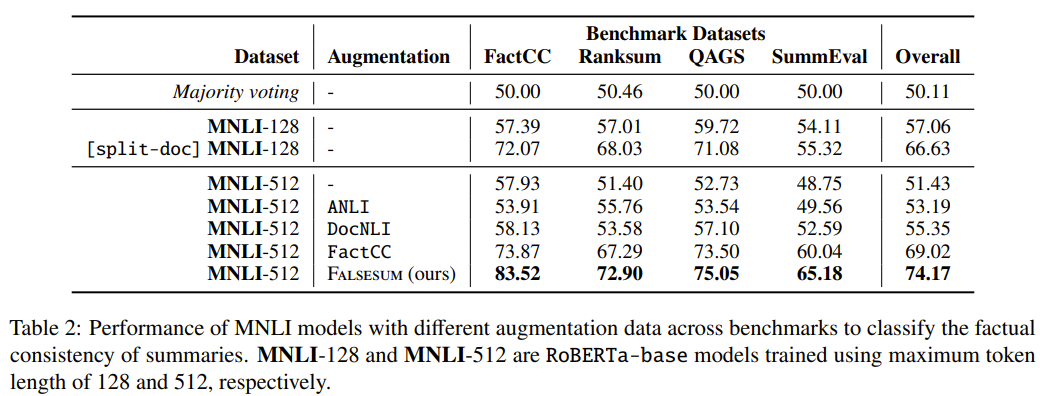 Benchmark Datasets
Dataset Augmentation FactCC Ranksum QAGS SummEval Overall
Majority voting - 50.00 50.46 50.00 50.00 50.11
MNLI-128 - 57.39 57.01 59.72 54.11 57.06
[split-doc] MNLI-128 - 72.07 68.03 71.08 55.32 66.63
MNLI-512 - 57.93 51.40 52.73 48.75 51.43
MNLI-512 ANLI 53.91 55.76 53.54 49.56 53.19
MNLI-512 DocNLI 58.13 53.58 57.10 52.59 55.35
MNLI-512 FactCC 73.87 67.29 73.50 60.04 69.02
MNLI-512 FALSESUM (ours) 83.52 72.90 75.05 65.18 74.17
Table 2: Performance of MNLI models with different augmentation data across benchmarks to classify the factual
consistency of summaries. MNLI-128 and MNLI-512 are RoBERTa-base models trained using maximum token
length of 128 and 512, respectively.